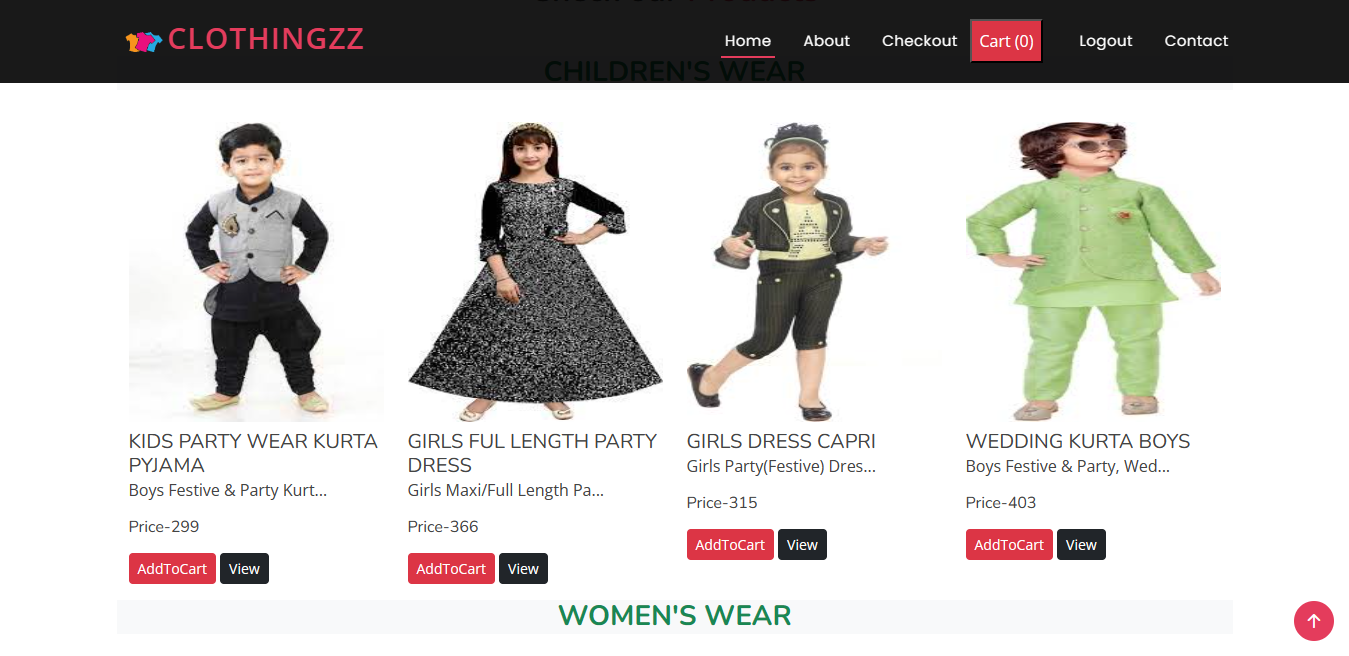 CLOTHINGZZ
Home About Checkout Cart (0) Logout Contact
CHILDREN'S WEAR
KIDS PARTY WEAR KURTA
PYJAMA
Boys Festive & Party Kurt...
Price-299
AddToCart View
GIRLS FUL LENGTH PARTY
DRESS
Girls Maxi/Full Length Pa...
Price-366
AddToCart View
GIRLS DRESS CAPRI
Girls Party(Festive) Dres...
Price-315
AddToCart View
WEDDING KURTA BOYS
Boys Festive & Party, Wed...
Price-403
AddToCart View
WOMEN'S WEAR